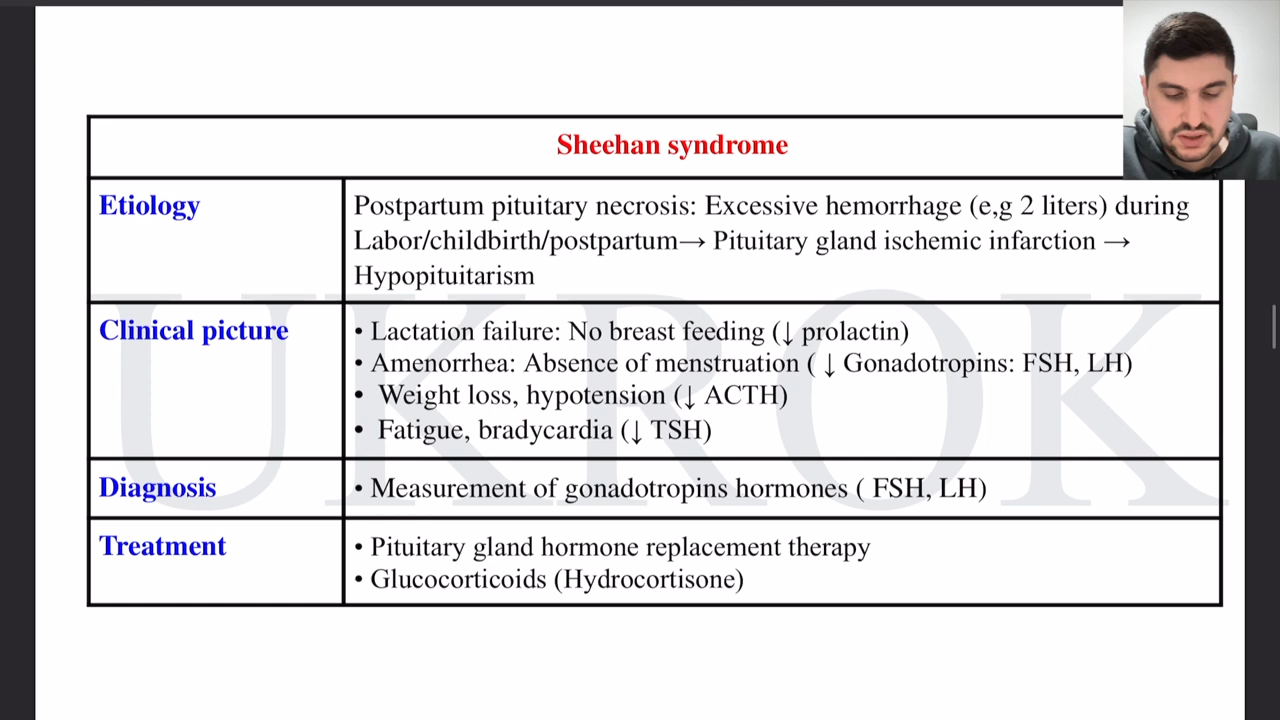 Sheehan syndrome
Etiology
Postpartum pituitary necrosis: Excessive hemorrhage (e,g 2 liters) during
Labor/childbirth/postpartum→ Pituitary gland ischemic infarction →
Hypopituitarism
Clinical picture
• Lactation failure: No breast feeding (↓ prolactin)
• Amenorrhea: Absence of menstruation ( ↓ Gonadotropins: FSH, LH)
• Weight loss, hypotension (↓ ACTH)
• Fatigue, bradycardia (↓ TSH)
Diagnosis
• Measurement of gonadotropins hormones ( FSH, LH)
Treatment
• Pituitary gland hormone replacement therapy
• Glucocorticoids (Hydrocortisone)
UKROK